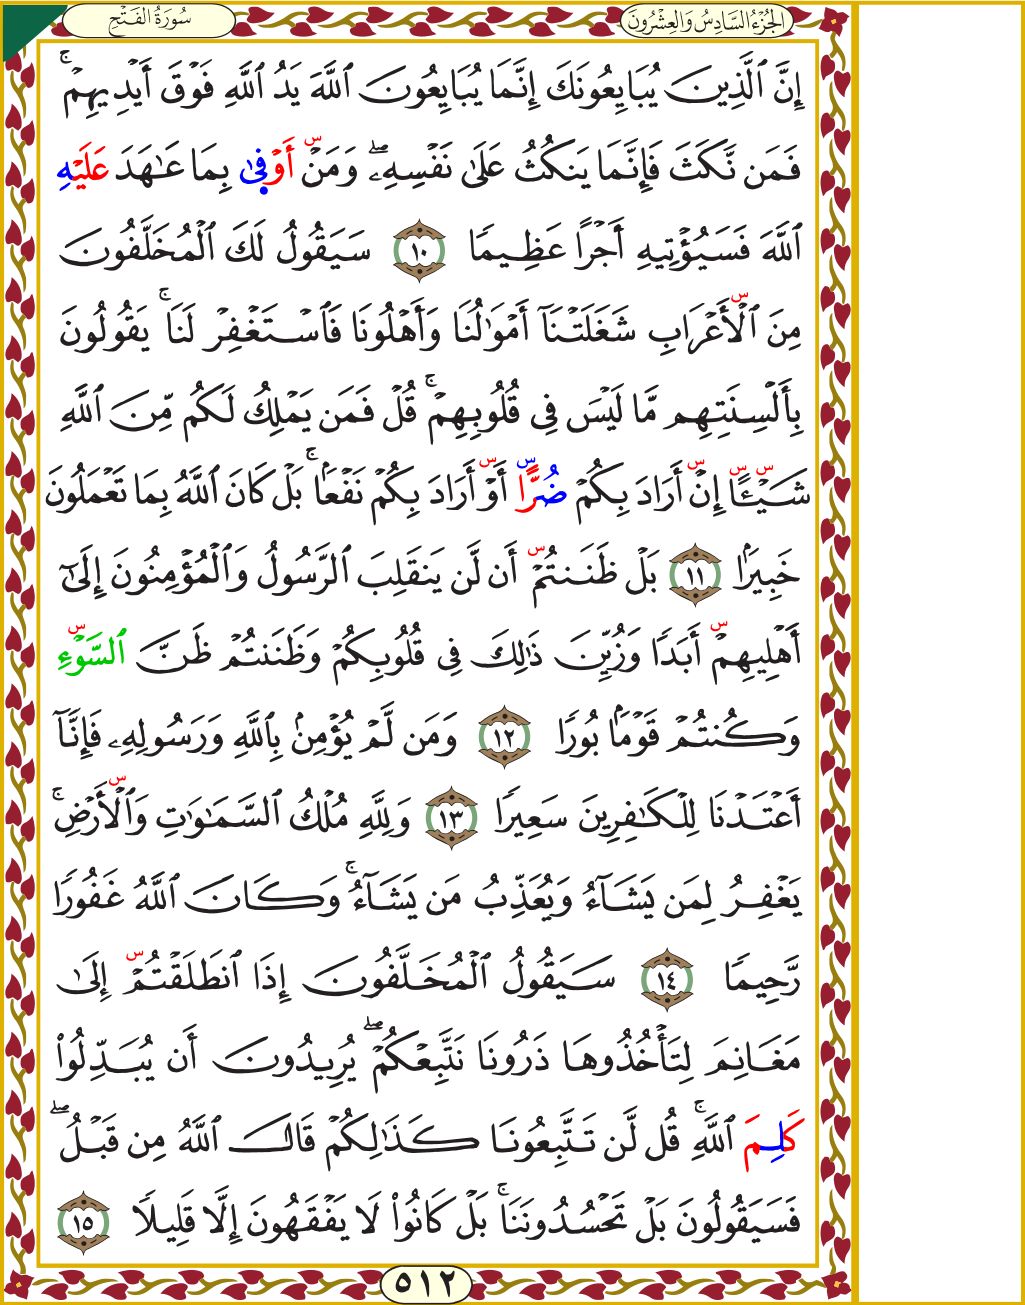 سُورَةُ الفَتْحِ
الجُزْءُ السَّادِسُ وَالعِشْرُونَ
إِنَّ ٱلَّذِينَ يُبَايِعُونَكَ إِنَّمَا يُبَايِعُونَ ٱللَّهَ يَدُ ٱللَّهِ فَوْقَ أَيْدِيهِمْۚ
فَمَن نَّكَثَ فَإِنَّمَا يَنكُثُ عَلَىٰ نَفْسِهِۦۖ وَمَنْ أَوْفَىٰ بِمَا عَٰهَدَ عَلَيْهِ
ٱللَّهَ فَسَيُؤْتِيهِ أَجْرًا عَظِيمًا ١٠ سَيَقُولُ لَكَ ٱلْمُخَلَّفُونَ
مِنَ ٱلْأَعْرَابِ شَغَلَتْنَآ أَمْوَٰلُنَا وَأَهْلُونَا فَٱسْتَغْفِرْ لَنَاۚ يَقُولُونَ
بِأَلْسِنَتِهِم مَّا لَيْسَ فِى قُلُوبِهِمْۚ قُلْ فَمَن يَمْلِكُ لَكُم مِّنَ ٱللَّهِ
شَيْـًٔا إِنْ أَرَادَ بِكُمْ ضُرًّا أَوْ أَرَادَ بِكُمْ نَفْعًۢاۚ بَلْ كَانَ ٱللَّهُ بِمَا تَعْمَلُونَ
خَبِيرًۢا ١١ بَلْ ظَنَنتُمْ أَن لَّن يَنقَلِبَ ٱلرَّسُولُ وَٱلْمُؤْمِنُونَ إِلَىٰٓ
أَهْلِيهِمْ أَبَدًا وَزُيِّنَ ذَٰلِكَ فِى قُلُوبِكُمْ وَظَنَنتُمْ ظَنَّ ٱلسَّوْءِ
وَكُنتُمْ قَوْمًۢا بُورًا ١٢ وَمَن لَّمْ يُؤْمِنۢ بِٱللَّهِ وَرَسُولِهِۦ فَإِنَّآ
أَعْتَدْنَا لِلْكَٰفِرِينَ سَعِيرًا ١٣ وَلِلَّهِ مُلْكُ ٱلسَّمَٰوَٰتِ وَٱلْأَرْضِۚ
يَغْفِرُ لِمَن يَشَآءُ وَيُعَذِّبُ مَن يَشَآءُۚ وَكَانَ ٱللَّهُ غَفُورًا
رَّحِيمًا ١٤ سَيَقُولُ ٱلْمُخَلَّفُونَ إِذَا ٱنطَلَقْتُمْ إِلَىٰ
مَغَانِمَ لِتَأْخُذُوهَا ذَرُونَا نَتَّبِعْكُمْۖ يُرِيدُونَ أَن يُبَدِّلُوا۟
كَلِمَ ٱللَّهِۚ قُل لَّن تَتَّبِعُونَا كَذَٰلِكُمْ قَالَ ٱللَّهُ مِن قَبْلُۖ
فَسَيَقُولُونَ بَلْ تَحْسُدُونَنَاۚ بَلْ كَانُوا۟ لَا يَفْقَهُونَ إِلَّا قَلِيلًا ١٥
٥١٢